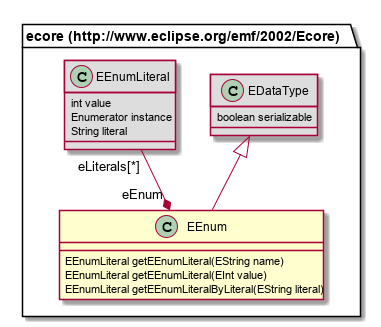 ecore (http://www.eclipse.org/emf/2002/Ecore)
C EEnumLiteral
int value
Enumerator instance
String literal
C EDataType
boolean serializable
eLiterals[*]
eEnum
C EEnum
EEnumLiteral getEEnumLiteral(EString name)
EEnumLiteral getEEnumLiteral(EInt value)
EEnumLiteral getEEnumLiteralByLiteral(EString literal)